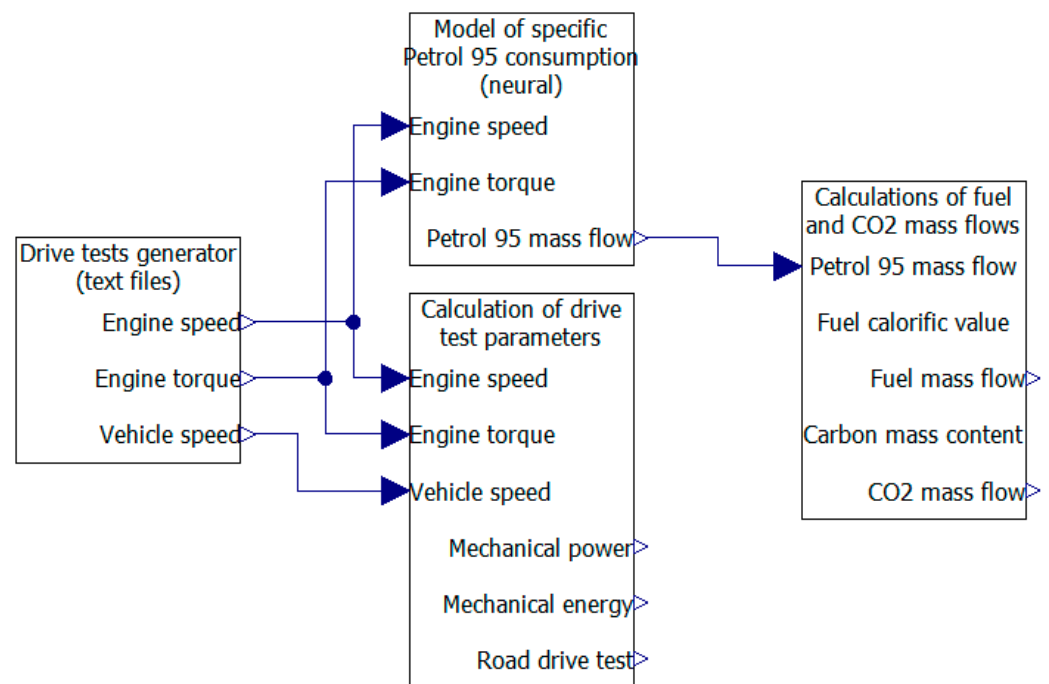 Drive tests generator
(text files)
Engine speed
Engine torque
Vehicle speed
Model of specific
Petrol 95 consumption
(neural)
Engine speed
Engine torque
Petrol 95 mass flow
Calculation of drive
test parameters
Engine speed
Engine torque
Vehicle speed
Mechanical power
Mechanical energy
Road drive test
Calculations of fuel
and CO2 mass flows
Petrol 95 mass flow
Fuel calorific value
Fuel mass flow
Carbon mass content
CO2 mass flow